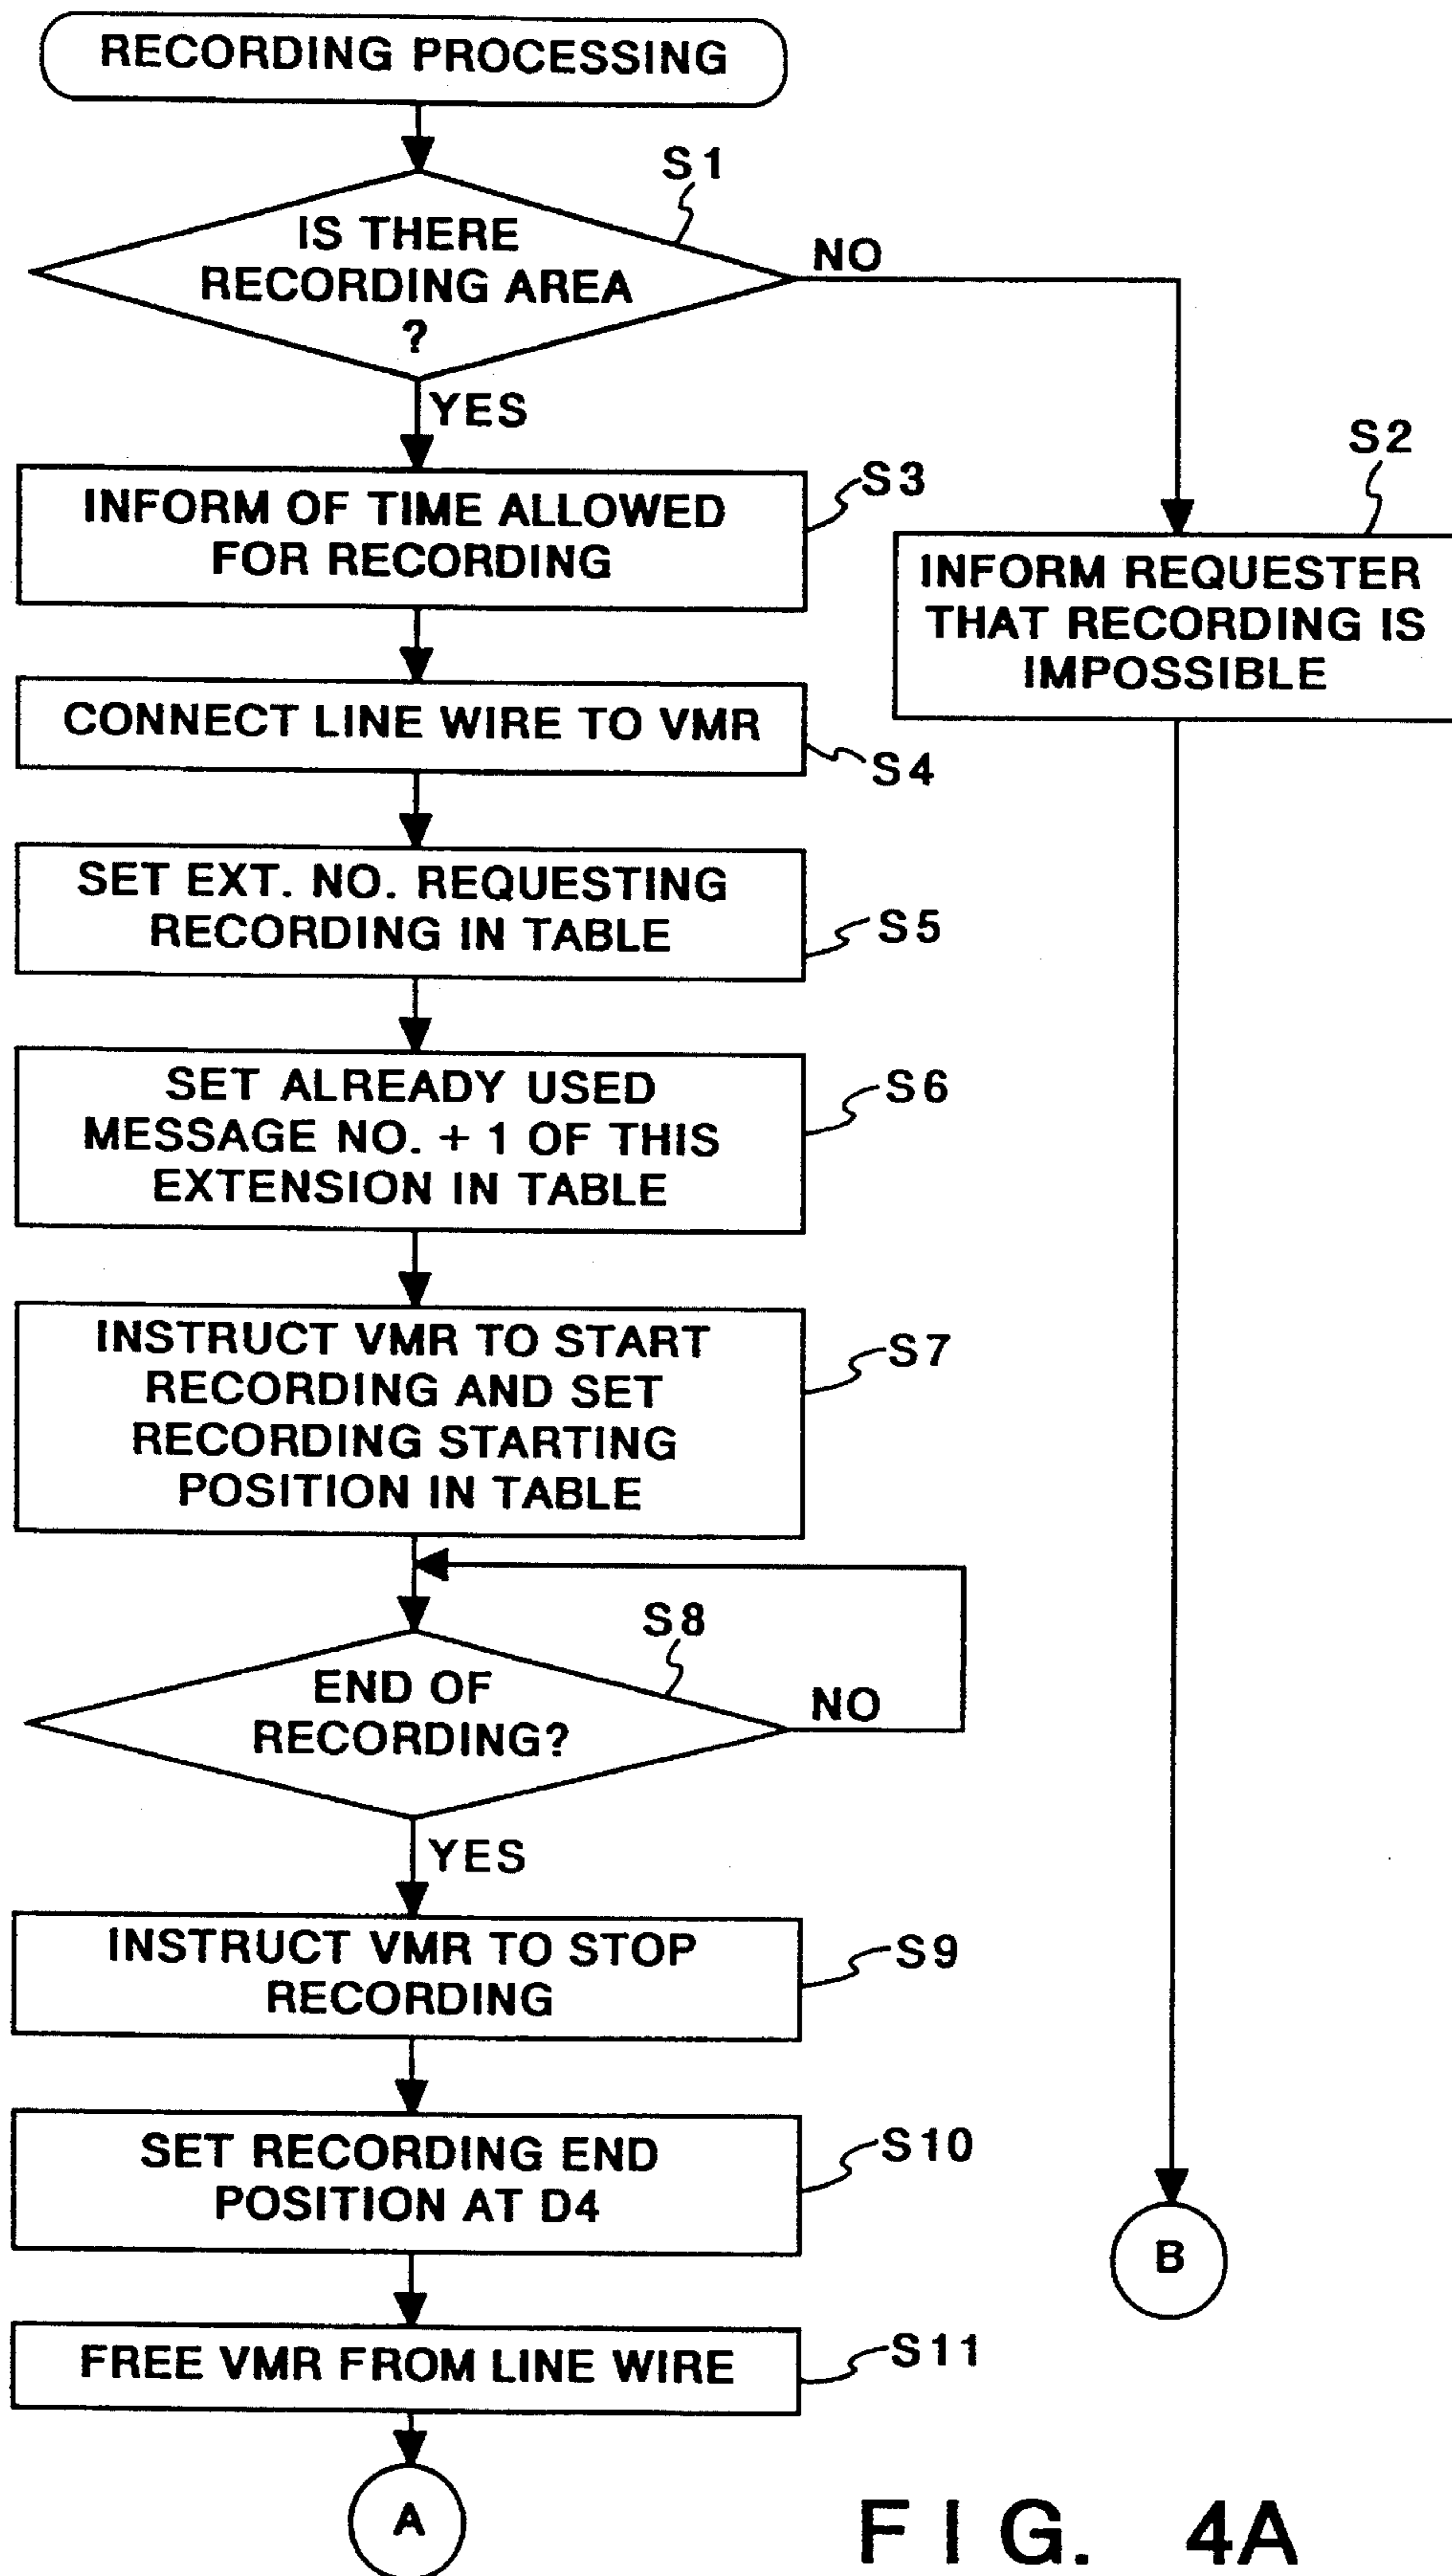 RECORDING PROCESSING
S1
IS THERE
RECORDING AREA
?
NO
YES
S2
INFORM REQUESTER
THAT RECORDING IS
IMPOSSIBLE
S3
INFORM OF TIME ALLOWED
FOR RECORDING
CONNECT LINE WIRE TO VMR
S4
SET EXT. NO. REQUESTING
RECORDING IN TABLE
S5
SET ALREADY USED
MESSAGE NO. + 1 OF THIS
EXTENSION IN TABLE
S6
INSTRUCT VMR TO START
RECORDING AND SET
RECORDING STARTING
POSITION IN TABLE
S7
S8
END OF
RECORDING?
NO
YES
INSTRUCT VMR TO STOP
RECORDING
S9
SET RECORDING END
POSITION AT D4
S10
B
FREE VMR FROM LINE WIRE
S11
A
FIG. 4A